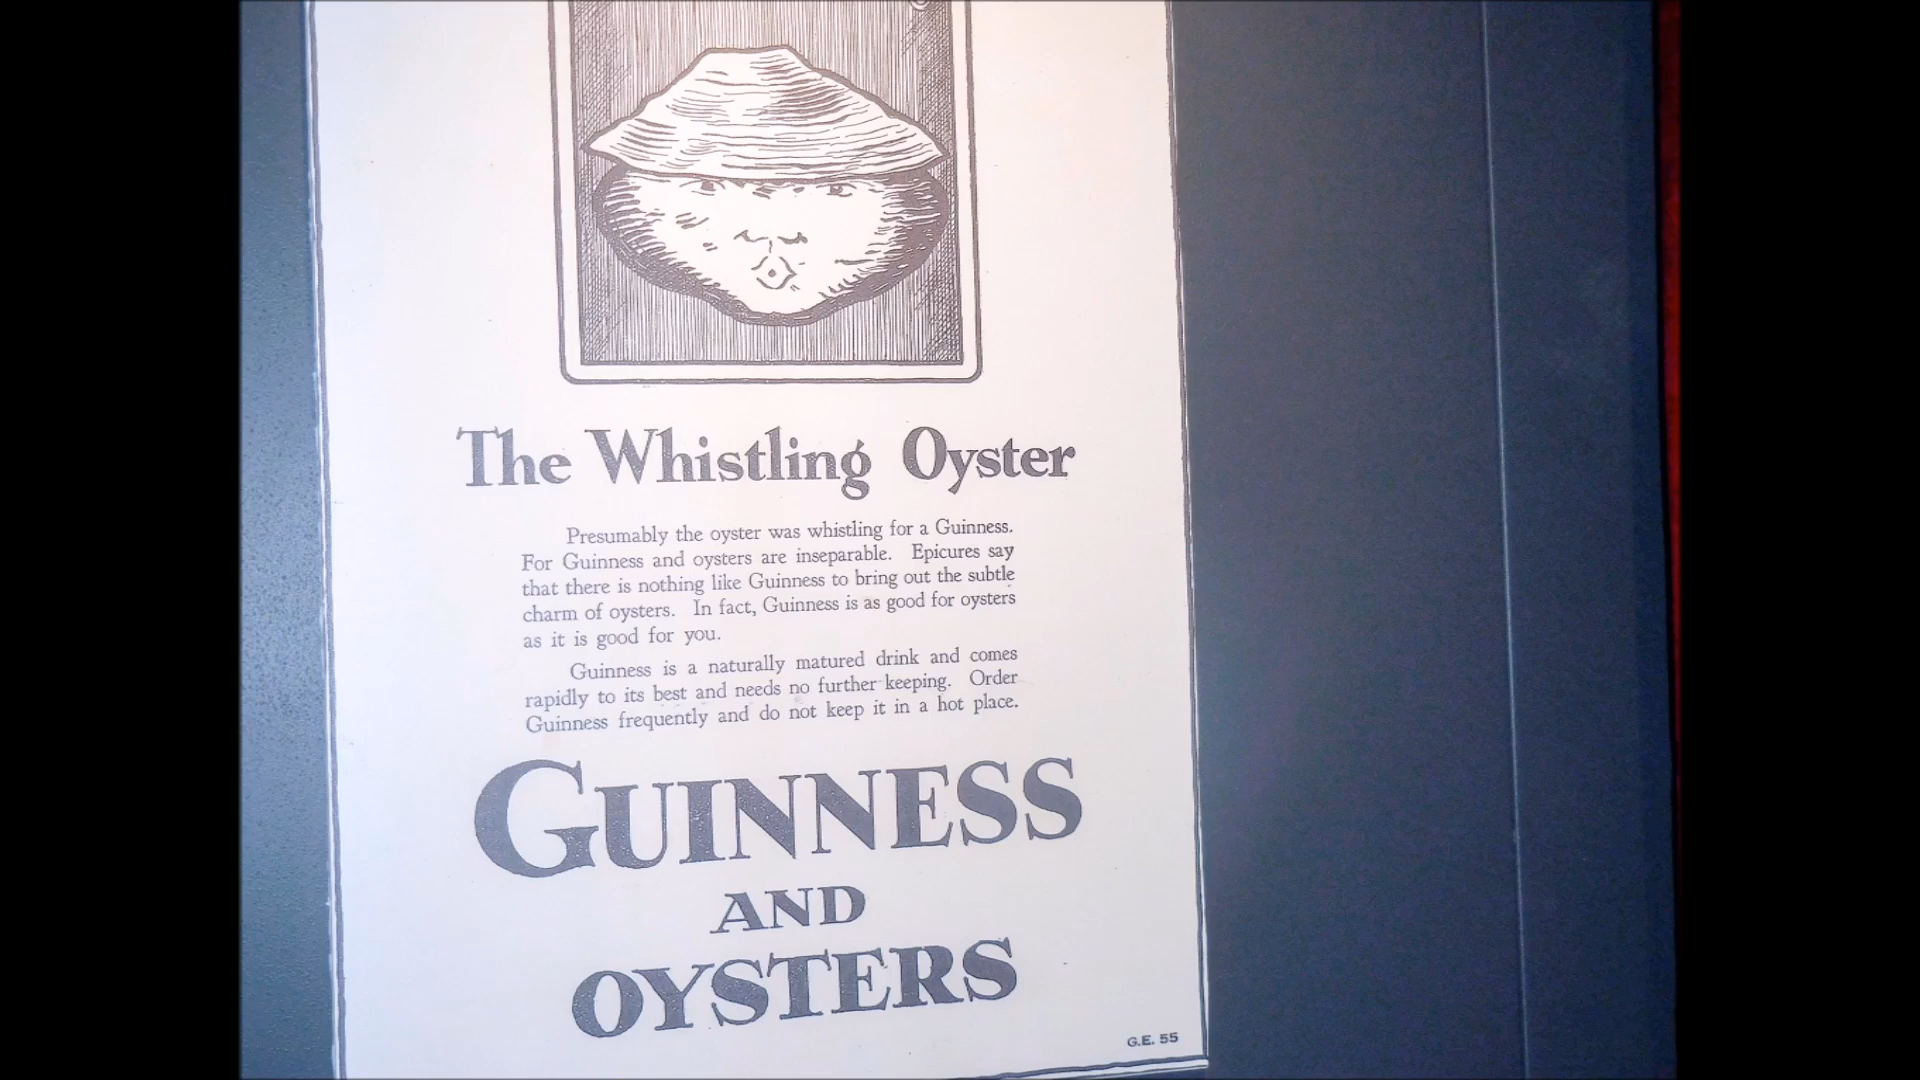 The Whistling Oyster
Presumably the oyster was whistling for a Guinness.
For Guinness and oysters are inseparable. Epicures say
that there is nothing like Guinness to bring out the subtle
charm of oysters. In fact, Guinness is as good for oysters
as it is good for you.
Guinness is a naturally matured drink and comes
rapidly to its best and needs no further keeping. Order
Guinness frequently and do not keep it in a hot place.
GUINNESS
AND
OYSTERS
G.E. 55